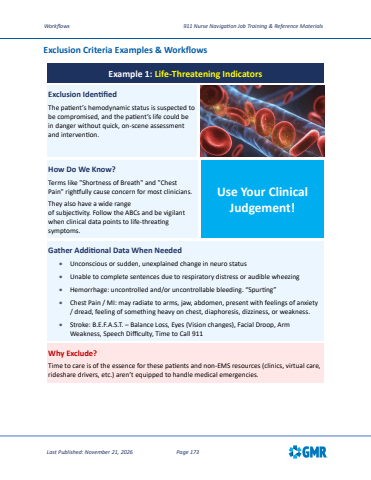 Workflows 911 Nurse Navigation Job Training & Reference Materials
Exclusion Criteria Examples & Workflows
Example 1: Life-Threatening Indicators
Exclusion Identified
The patient's hemodynamic status is suspected to
be compromised, and the patient's life could be
in danger without quick, on-scene assessment
and intervention.
How Do We Know?
Terms like "Shortness of Breath" and "Chest
Pain" rightfully cause concern for most clinicians.
They also have a wide range
of subjectivity. Follow the ABCs and be vigilant
when clinical data points to life-threating
symptoms.
Use Your Clinical
Judgement!
Gather Additional Data When Needed
• Unconscious or sudden, unexplained change in neuro status
• Unable to complete sentences due to respiratory distress or audible wheezing
• Hemorrhage: uncontrolled and/or uncontrollable bleeding. "Spurting"
• Chest Pain / MI: may radiate to arms, jaw, abdomen, present with feelings of anxiety
/ dread, feeling of something heavy on chest, diaphoresis, dizziness, or weakness.
• Stroke: B.E.F.A.S.T. – Balance Loss, Eyes (Vision changes), Facial Droop, Arm
Weakness, Speech Difficulty, Time to Call 911
Why Exclude?
Time to care is of the essence for these patients and non-EMS resources (clinics, virtual care,
rideshare drivers, etc.) aren't equipped to handle medical emergencies.
Last Published: November 21, 2026 Page 173
GMR